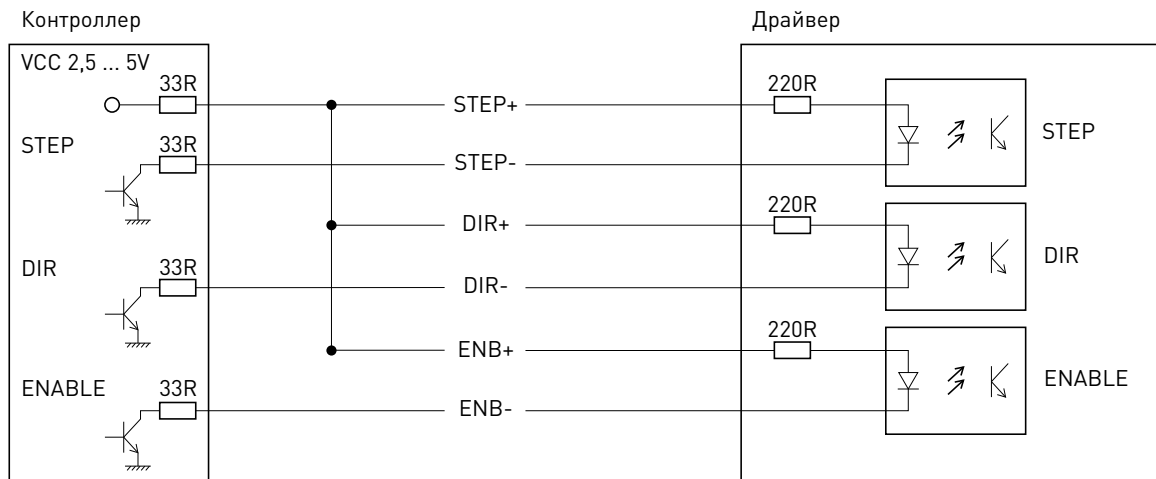 Контроллер
Драйвер
VCC 2,5 ... 5V
33R
STEP+
220R
STEP
33R
STEP-
STEP
DIR+
220R
DIR
33R
DIR-
DIR
ENB+
220R
ENABLE
33R
ENB-
ENABLE